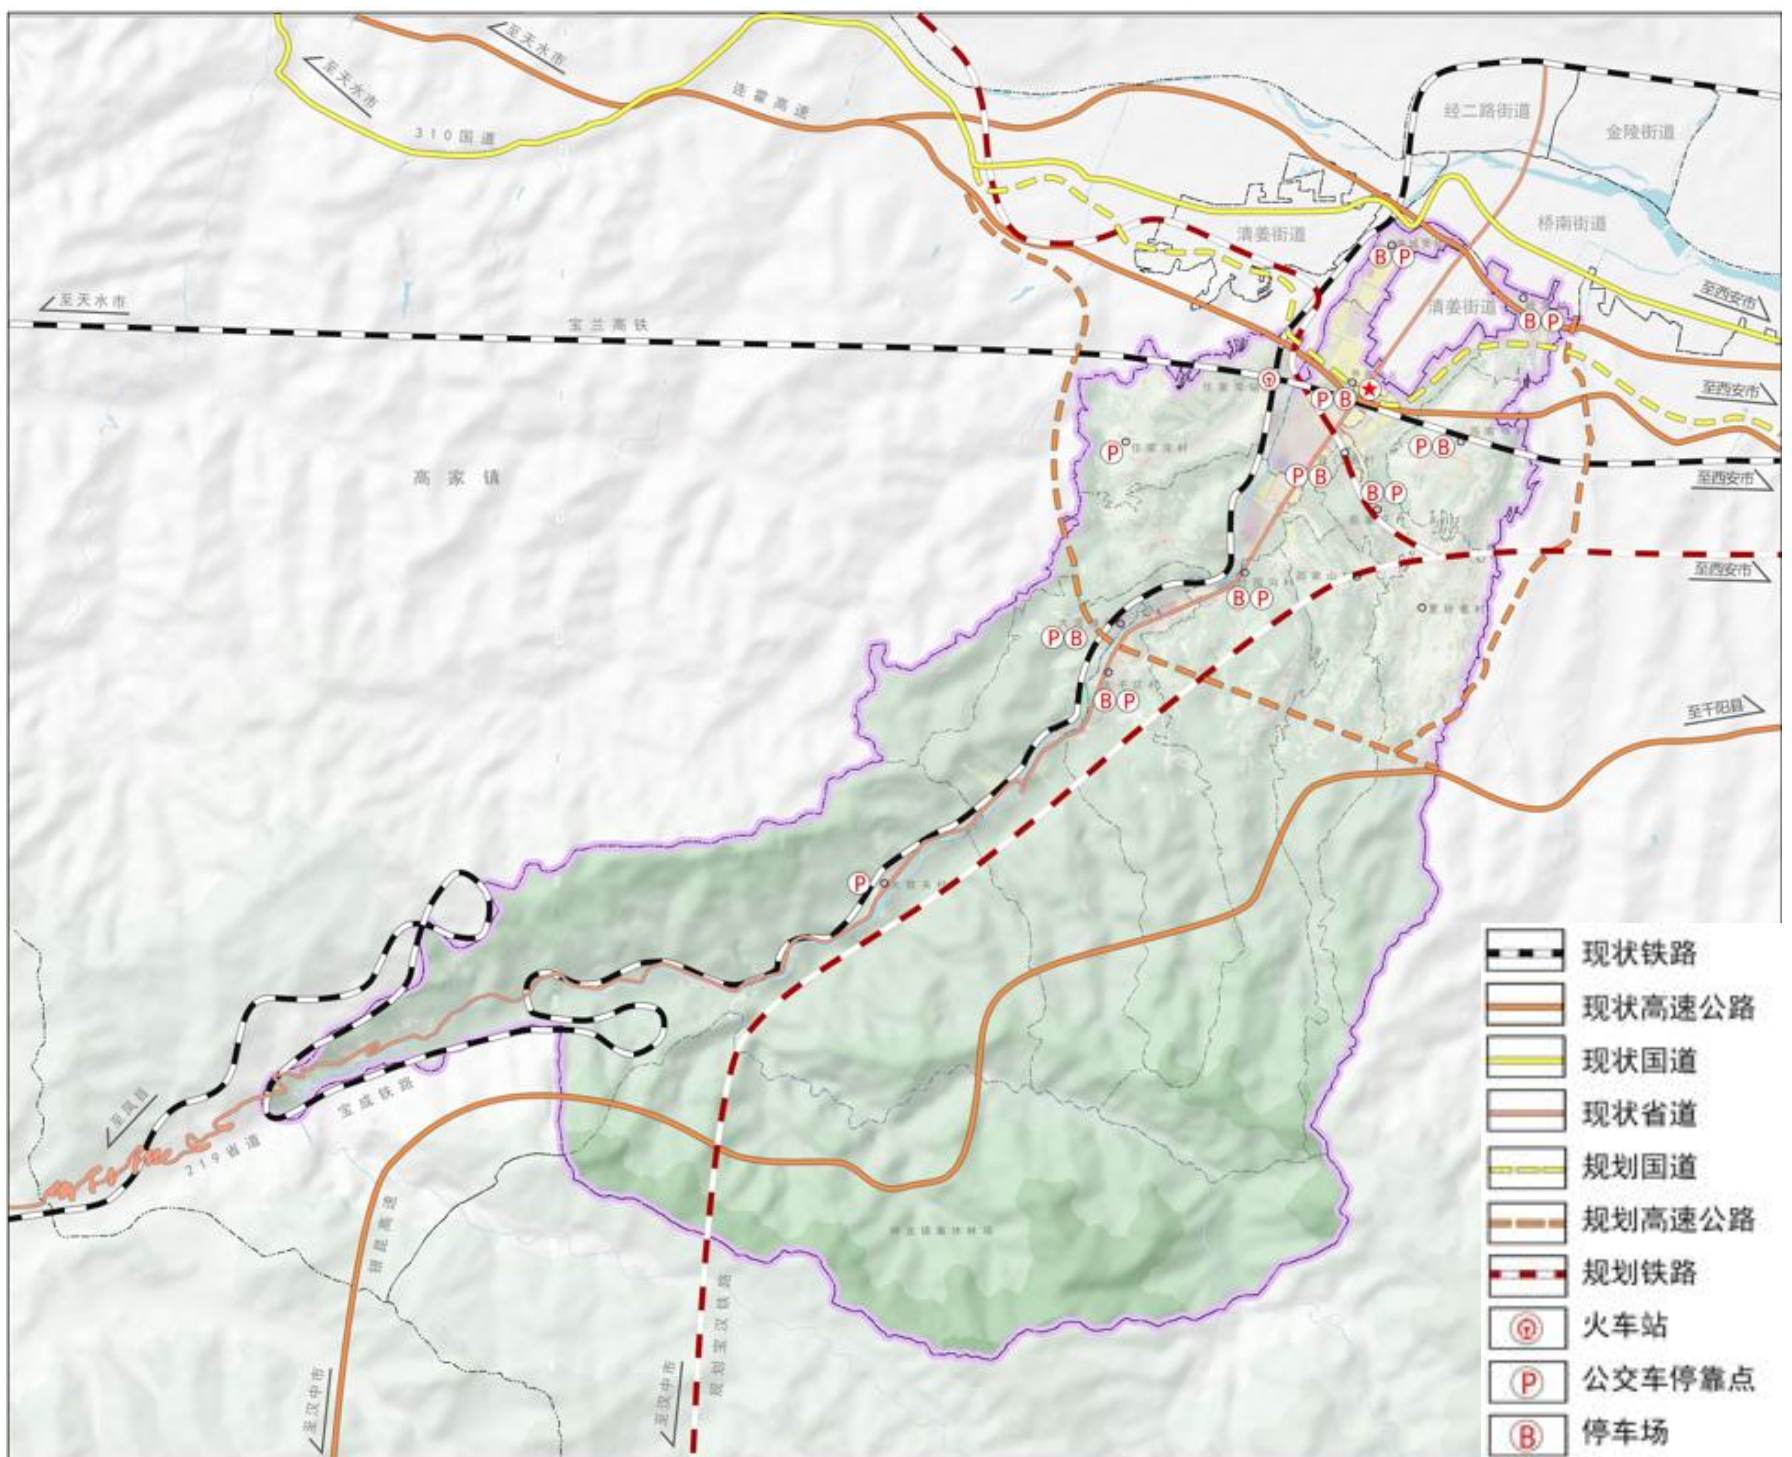 至天水市
至天水市
310国道
连霍高速
经二路街道
金陵街道
桥南街道
清姜街道
清姜街道
B P
B P
至西安市
至天水市
宝兰高铁
至西安市
P B
P
P B
高家镇
至西安市
P B
B P
至西安市
B P
P B
B P
至千阳县
P
至凤县
宝成铁路
219省道
银昆高速
规划宝汉铁路
至汉中市
至汉中市
现状铁路
现状高速公路
现状国道
现状省道
规划国道
规划高速公路
规划铁路
火车站
P 公交车停靠点
B 停车场